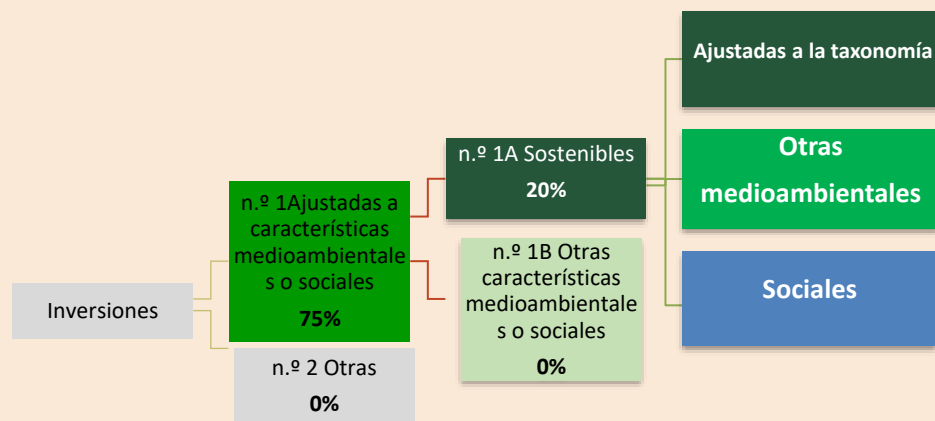 Inversiones
n.º 1Ajustadas a
características
medioambientale
s o sociales
75%
n.º 2 Otras
0%
n.º 1A Sostenibles
20%
n.º 1B Otras
características
medioambientale
s o sociales
0%
Ajustadas a la taxonomía
Otras
medioambientales
Sociales